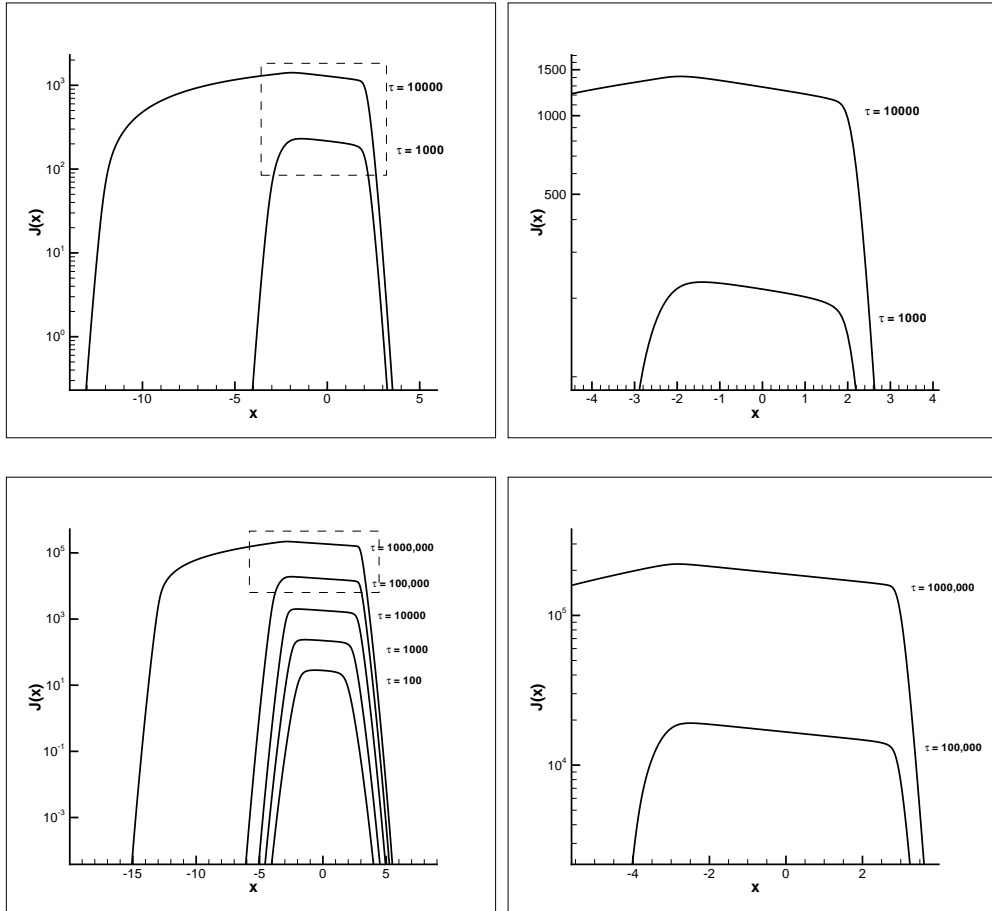 J(x)
10³
10²
10¹
10⁰
τ = 10000
τ = 1000
-10 -5 0 5
x
J(x)
1500
1000
500
τ = 10000
τ = 1000
-4 -3 -2 -1 0 1 2 3 4
x
J(x)
10⁵
10³
10¹
10⁻¹
10⁻³
τ = 1000,000
τ = 100,000
τ = 10000
τ = 1000
τ = 100
-15 -10 -5 0 5
x
J(x)
10⁵
10⁴
τ = 1000,000
τ = 100,000
-4 -2 0 2
x